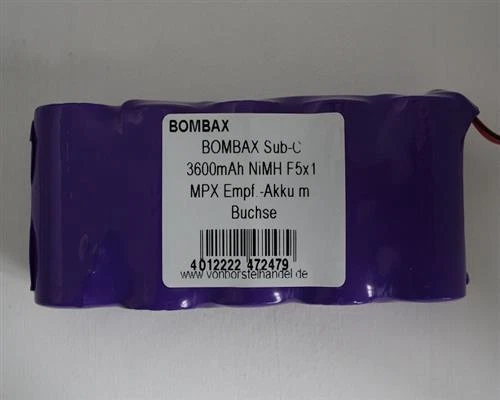 BOMBAX
BOMBAX Sub-C
3600mAh NiMH F5x1
MPX Empf.-Akku m
Buchse
4 012222 472479
www.vonborstelhandel.de